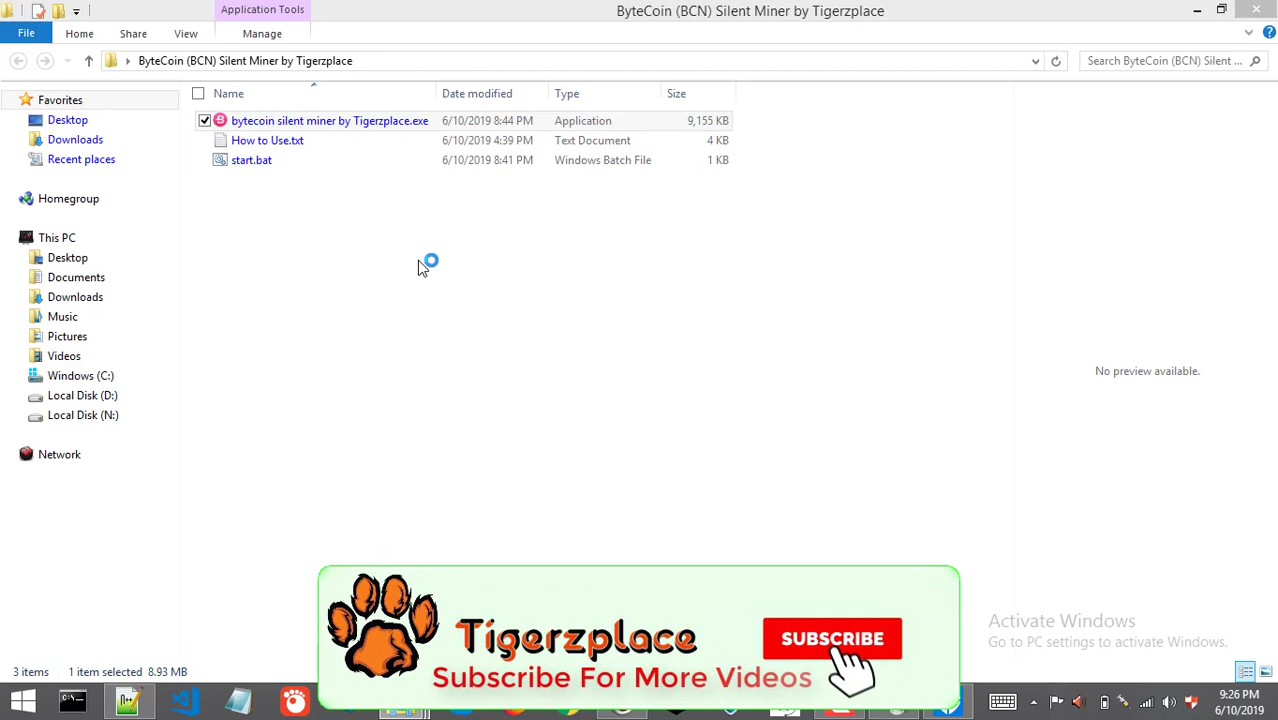 Application Tools
ByteCoin (BCN) Silent Miner by Tigerzplace
File Home Share View Manage
ByteCoin (BCN) Silent Miner by Tigerzplace
Search ByteCoin (BCN) Silent ...
Name Date modified Type Size
Favorites
bytecoin silent miner by Tigerzplace.exe 6/10/2019 8:44 PM Application 9,155 KB
Desktop
How to Use.txt 6/10/2019 4:39 PM Text Document 4 KB
Downloads
start.bat 6/10/2019 8:41 PM Windows Batch File 1 KB
Recent places
Homegroup
This PC
Desktop
Documents
Downloads
Music
Pictures
Videos
Windows (C:)
Local Disk (D:)
Local Disk (N:)
Network
No preview available.
Tigerzplace
SUBSCRIBE
Subscribe For More Videos
Activate Windows
Go to PC settings to activate Windows.
3 items 1 item selected 8.93 MB
9:26 PM
6/10/2019